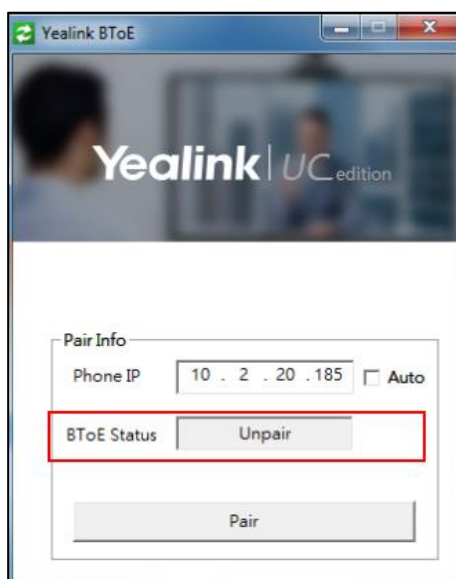 Yealink BToE
Yealink | UC edition
Pair Info
Phone IP 10 . 2 . 20 . 185 Auto
BToE Status Unpair
Pair